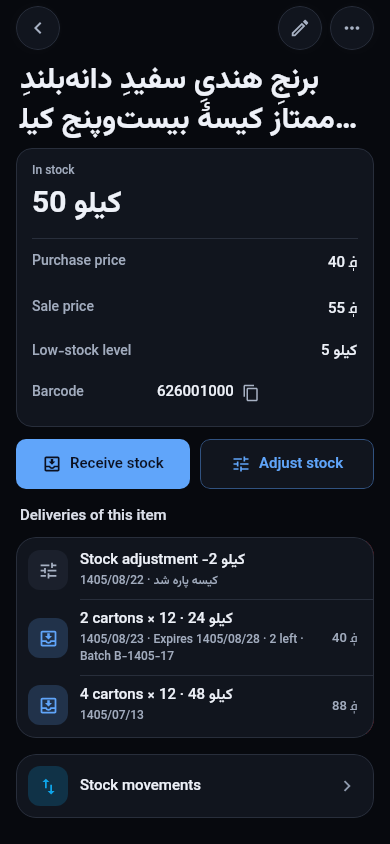 برنجِ هندیِ سفیدِ دانه‌بلندِ
ممتاز کیسهٔ بیست‌وپنج کیل…
In stock
50 کیلو
Purchase price
40 ؋
Sale price
55 ؋
Low-stock level
5 کیلو
Barcode
626001000
Receive stock
Adjust stock
Deliveries of this item
Stock adjustment -2 کیلو
1405/08/22 · کیسه پاره شد
2 cartons × 12 · 24 کیلو
1405/08/23 · Expires 1405/08/28 · 2 left ·
Batch B-1405-17
40 ؋
4 cartons × 12 · 48 کیلو
1405/07/13
88 ؋
Stock movements